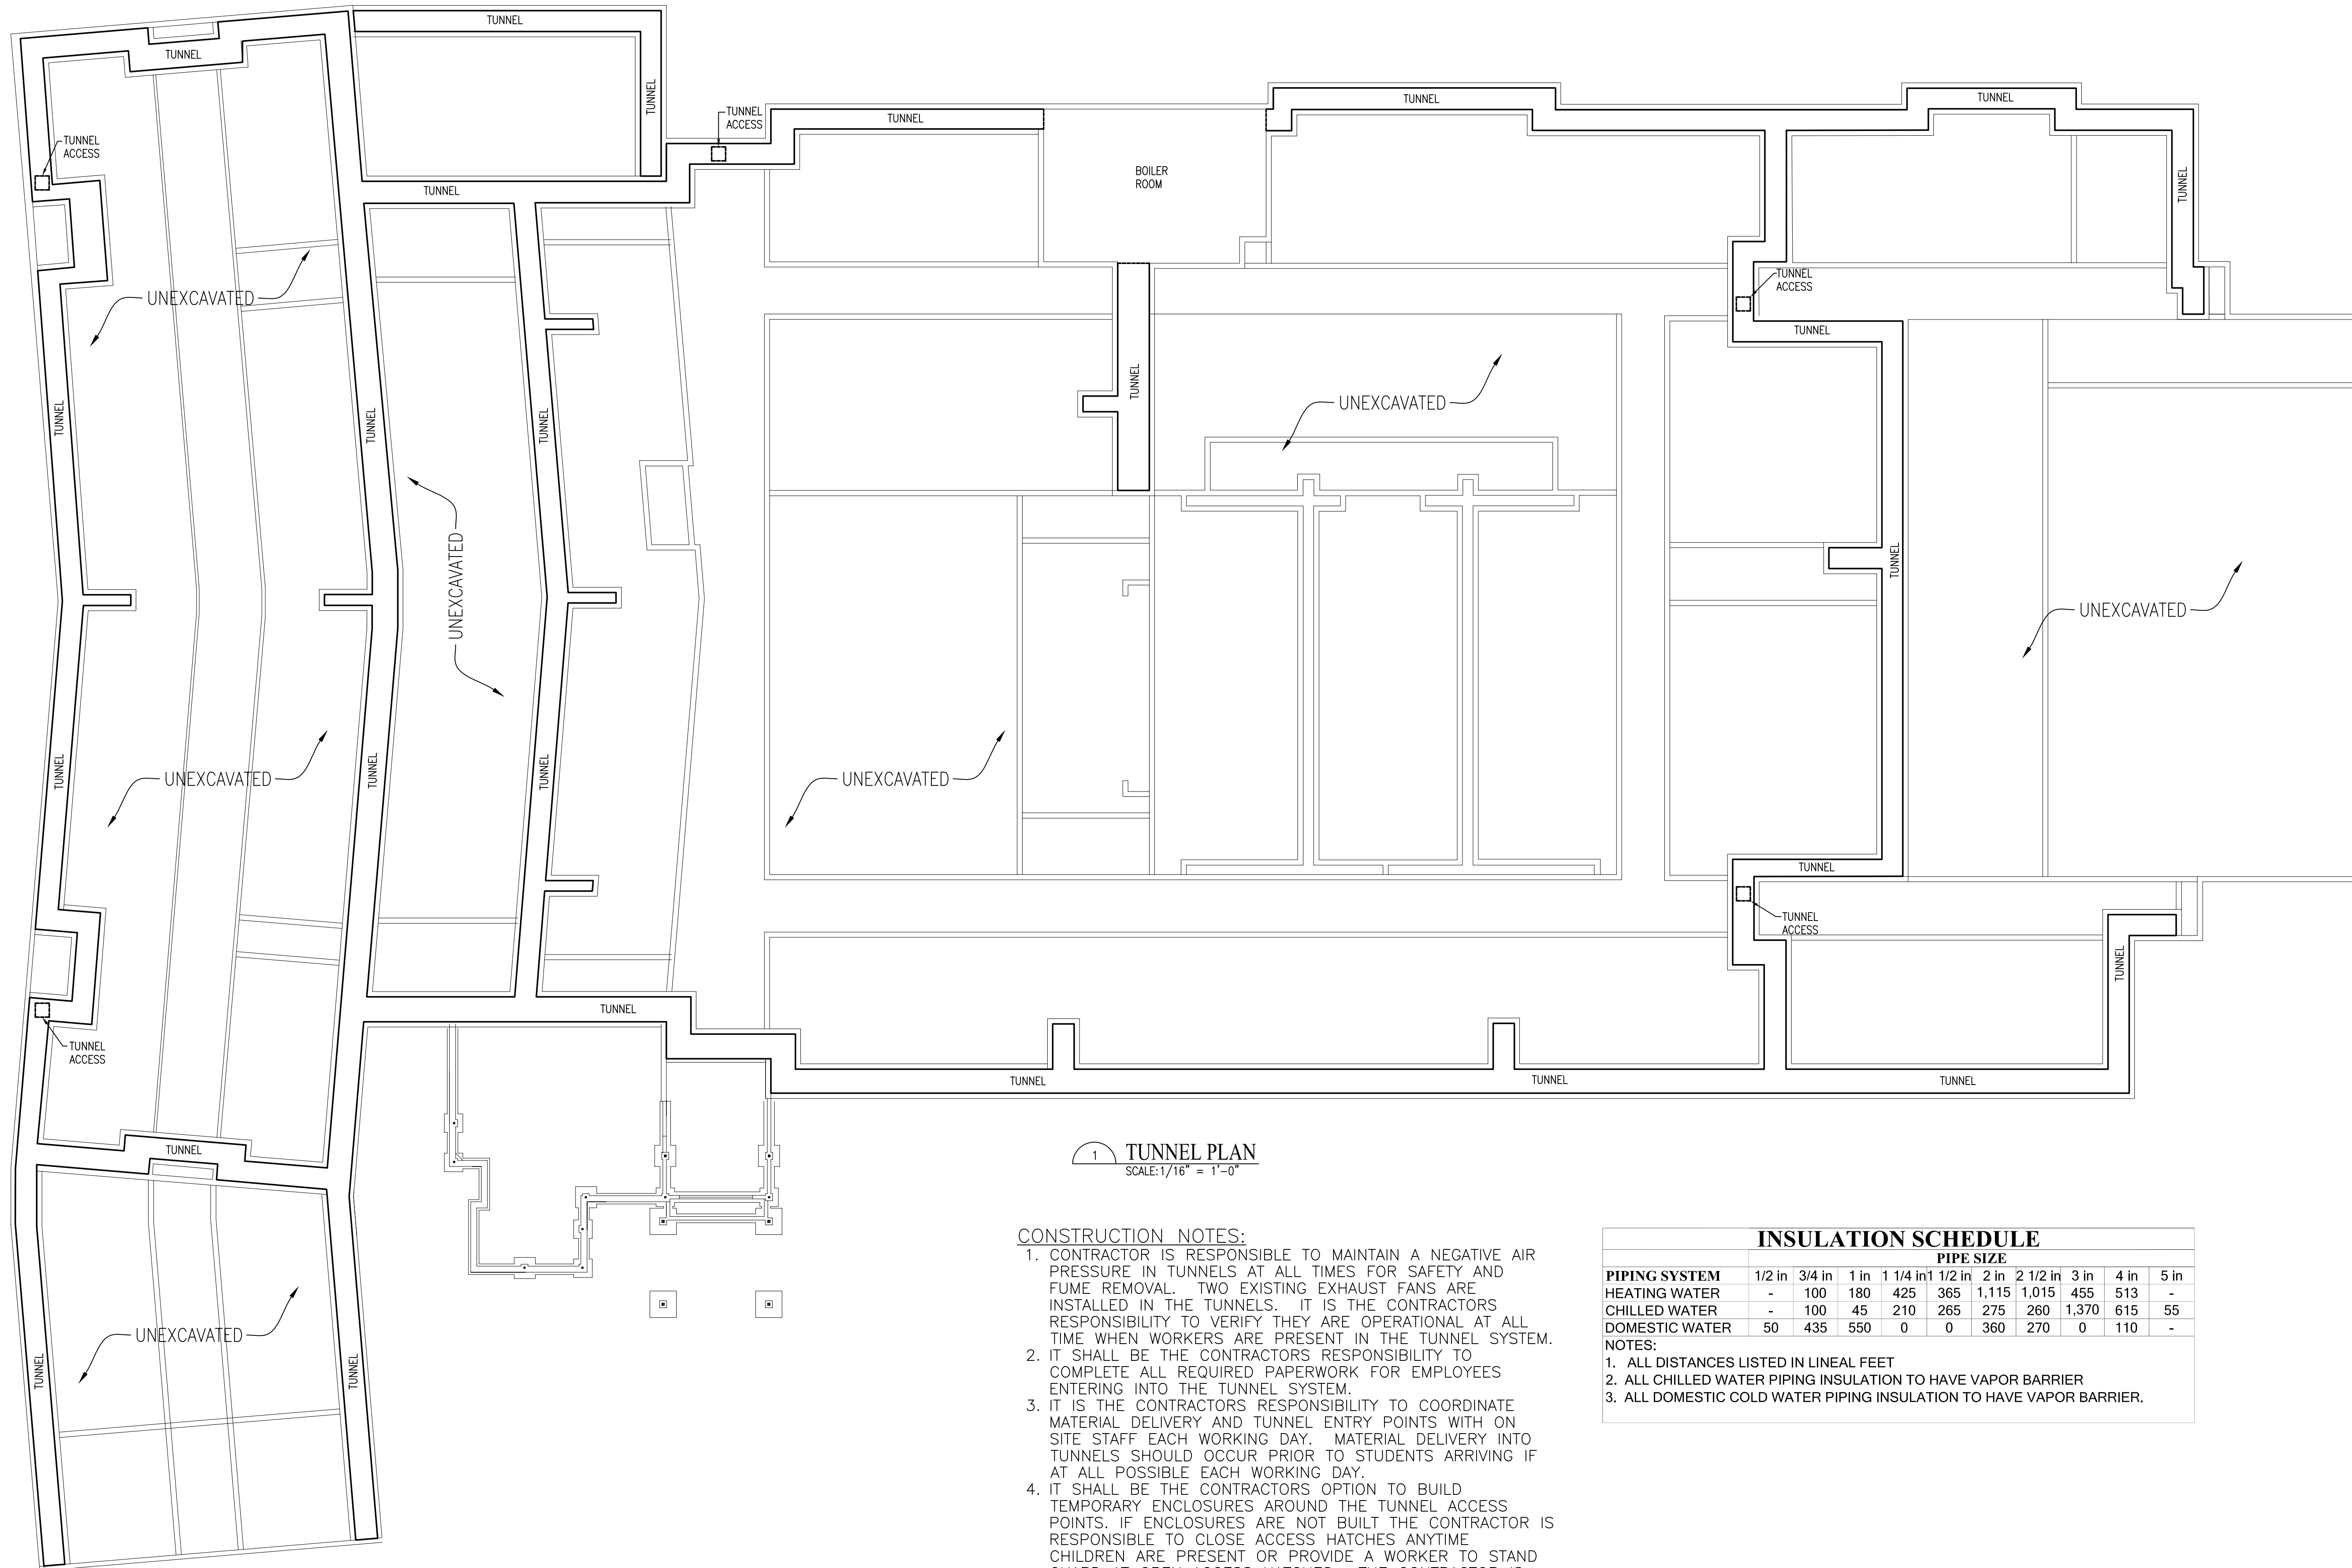 TUNNEL
TUNNEL
TUNNEL
TUNNEL
TUNNEL
TUNNEL
TUNNEL
ACCESS
TUNNEL
TUNNEL
ACCESS
BOILER
ROOM
TUNNEL
TUNNEL
TUNNEL
ACCESS
UNEXCAVATED
TUNNEL
TUNNEL
UNEXCAVATED
TUNNEL
TUNNEL
TUNNEL
UNEXCAVATED
TUNNEL
UNEXCAVATED
TUNNEL
UNEXCAVATED
TUNNEL
TUNNEL
TUNNEL
UNEXCAVATED
UNEXCAVATED
TUNNEL
TUNNEL
ACCESS
TUNNEL
TUNNEL
TUNNEL
ACCESS
TUNNEL
TUNNEL
TUNNEL
TUNNEL
UNEXCAVATED
TUNNEL
TUNNEL
1 TUNNEL PLAN
SCALE: 1/16" = 1'-0"
CONSTRUCTION NOTES:
1. CONTRACTOR IS RESPONSIBLE TO MAINTAIN A NEGATIVE AIR
PRESSURE IN TUNNELS AT ALL TIMES FOR SAFETY AND
FUME REMOVAL. TWO EXISTING EXHAUST FANS ARE
INSTALLED IN THE TUNNELS. IT IS THE CONTRACTORS
RESPONSIBILITY TO VERIFY THEY ARE OPERATIONAL AT ALL
TIME WHEN WORKERS ARE PRESENT IN THE TUNNEL SYSTEM.
2. IT SHALL BE THE CONTRACTORS RESPONSIBILITY TO
COMPLETE ALL REQUIRED PAPERWORK FOR EMPLOYEES
ENTERING INTO THE TUNNEL SYSTEM.
3. IT IS THE CONTRACTORS RESPONSIBILITY TO COORDINATE
MATERIAL DELIVERY AND TUNNEL ENTRY POINTS WITH ON
SITE STAFF EACH WORKING DAY. MATERIAL DELIVERY INTO
TUNNELS SHOULD OCCUR PRIOR TO STUDENTS ARRIVING IF
AT ALL POSSIBLE EACH WORKING DAY.
4. IT SHALL BE THE CONTRACTORS OPTION TO BUILD
TEMPORARY ENCLOSURES AROUND THE TUNNEL ACCESS
POINTS. IF ENCLOSURES ARE NOT BUILT THE CONTRACTOR IS
RESPONSIBLE TO CLOSE ACCESS HATCHES ANYTIME
CHILDREN ARE PRESENT OR PROVIDE A WORKER TO STAND
INSULATION SCHEDULE
PIPE SIZE
PIPING SYSTEM 1/2 in 3/4 in 1 in 1 1/4 in 1 1/2 in 2 in 2 1/2 in 3 in 4 in 5 in
HEATING WATER - 100 180 425 365 1,115 1,015 455 513 -
CHILLED WATER - 100 45 210 265 275 260 1,370 615 55
DOMESTIC WATER 50 435 550 0 0 360 270 0 110 -
NOTES:
1. ALL DISTANCES LISTED IN LINEAL FEET
2. ALL CHILLED WATER PIPING INSULATION TO HAVE VAPOR BARRIER
3. ALL DOMESTIC COLD WATER PIPING INSULATION TO HAVE VAPOR BARRIER.